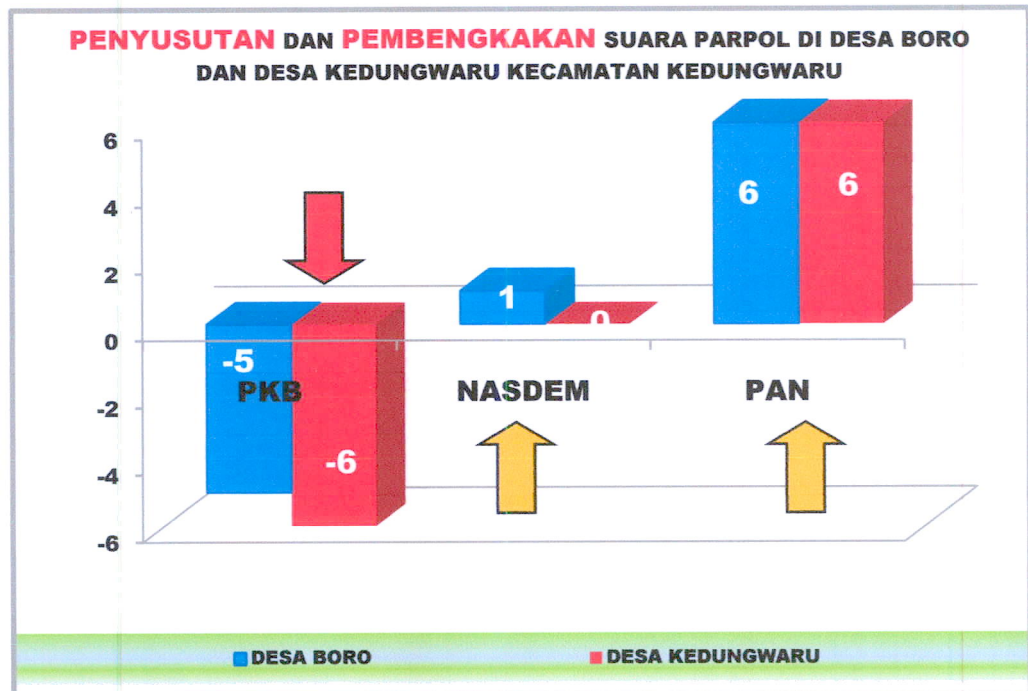 PENYUSUTAN DAN PEMBENGKAKAN SUARA PARPOL DI DESA BORO
DAN DESA KEDUNGWARU KECAMATAN KEDUNGWARU
6
4
2
0
-2
-4
-6
-5
-6
1
0
6
6
PKB
NASDEM
PAN
DESA BORO
DESA KEDUNGWARU